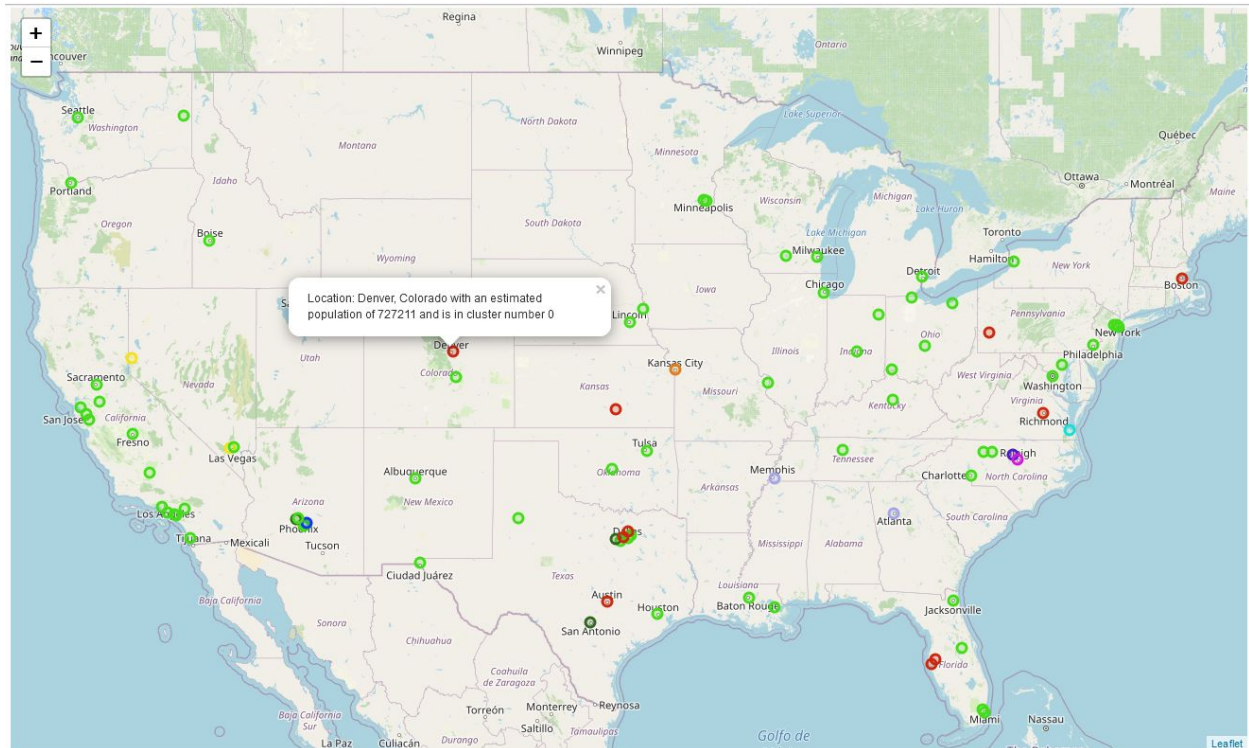 Regina
Winnipeg
Ontario
+
−
ncouver
Québec
Seattle
Washington
North Dakota
Lake Superior
Montana
Minnesota
Ottawa
Montréal
Maine
Portland
Idaho
Minneapolis
Wisconsin
Michigan
Lake Huron
Oregon
Boise
South Dakota
Toronto
Lake Michigan
Milwaukee
Hamilton
New York
Wyoming
Detroit
Boston
Chicago
Iowa
Location: Denver, Colorado with an estimated
population of 727211 and is in cluster number 0
×
Lincoln
Pennsylvania
New York
Ohio
Denver
Utah
Illinois
Indiana
Philadelphia
Colorado
Kansas City
Sacramento
Nevada
Kansas
Missouri
West Virginia
Washington
Virginia
San Jose
California
Kentucky
Richmond
Fresno
Las Vegas
Tulsa
Raleigh
Albuquerque
Oklahoma
Memphis
Tennessee
Charlotte
North Carolina
Arizona
New Mexico
Arkansas
Los Angeles
Phoenix
Atlanta
South Carolina
Tijuana
Mexicali
Tucson
Dallas
Mississippi
Alabama
Ciudad Juárez
Texas
Louisiana
Baja California
Austin
Houston
Baton Rouge
Jacksonville
Sonora
San Antonio
Chihuahua
Florida
Coahuila
de Zaragoza
Baja California
Sur
Torreón
Monterrey
Reynosa
Miami
Nassau
Saltillo
La Paz
Culiacán
Durango
Tamaulipas
Golfo de
Leaflet